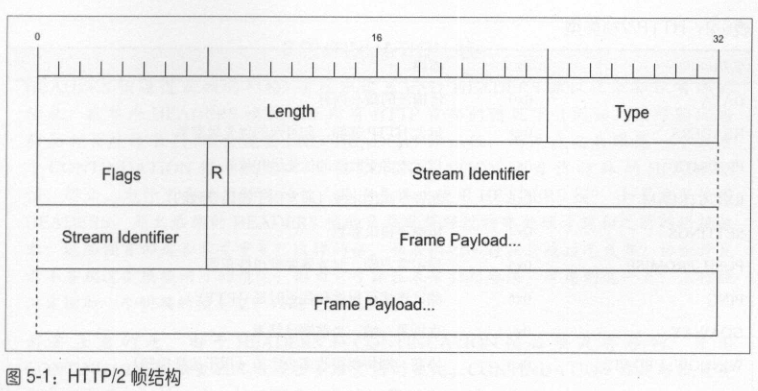 0 16 32
Length Type
Flags R Stream Identifier
Stream Identifier Frame Payload...
Frame Payload...
图 5-1：HTTP/2 帧结构